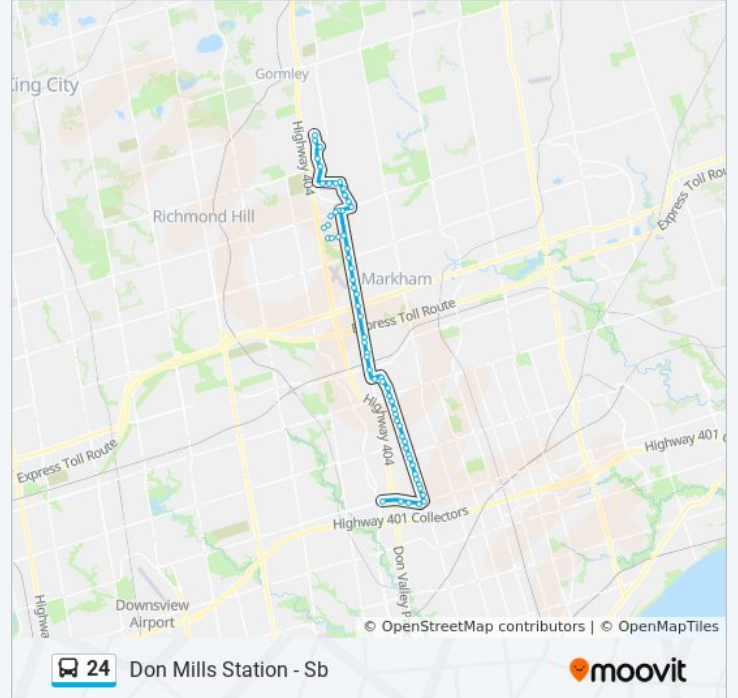 Gormley
King City
Highway 404
Richmond Hill
Express Toll Rou
Markham
Express Toll Route
Highway 404
Express Toll Route
Highway 401
Highway 401 Collectors
Don Valley P
Downsview
Airport
Highwa
© OpenStreetMap contributors | © OpenMapTiles
24 Don Mills Station - Sb
moovit